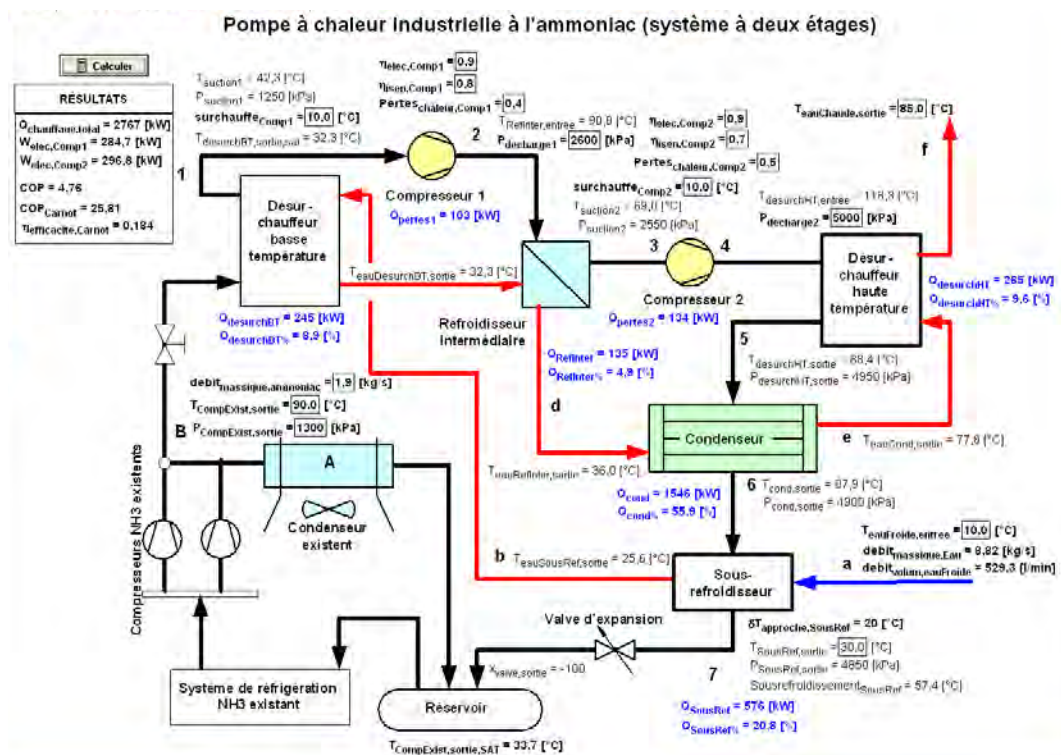 Pompe à chaleur industrielle à l'ammoniac (système à deux étages)
Calculer
RÉSULTATS
Qchauffage,total = 2767 [kW]
Welec,Comp1 = 284,7 [kW]
Welec,Comp2 = 296,8 [kW]
COP = 4,76
COPCarnot = 25,81
ηefficacite,Carnot = 0,184
Tsuction1 = 42,3 [°C]
Psuction1 = 1250 [kPa]
surchauffeComp1 = 10,0 [°C]
TdesurchBT,sortie,sat = 32,3 [°C]
1
ηelec,Comp1 = 0,9
ηisen,Comp1 = 0,8
Perteschaleur,Comp1 = 0,4
2
TRefInter,entree = 90,8 [°C]
Pdecharge1 = 2600 [kPa]
Compresseur 1
Qpertes1 = 103 [kW]
ηelec,Comp2 = 0,9
ηisen,Comp2 = 0,7
Perteschaleur,Comp2 = 0,5
surchauffeComp2 = 10,0 [°C]
Tsuction2 = 69,0 [°C]
Psuction2 = 2550 [kPa]
3
4
Compresseur 2
Qpertes2 = 134 [kW]
TeauChaude,sortie = 85,0 [°C]
f
TdesurchHT,entrée = 118,3 [°C]
Pdecharge2 = 5000 [kPa]
Désur-
chauffeur
haute
température
QdesurchHT = 265 [kW]
QdesurchHT% = 9,6 [%]
Désur-
chauffeur
basse
température
TeauDesurchBT,sortie = 32,3 [°C]
QdesurchBT = 245 [kW]
QdesurchBT% = 8,9 [%]
Refroidisseur
Intermédiaire
QRefInter = 135 [kW]
QRefInter% = 4,9 [%]
d
5
TdesurchHT,sortie = 88,4 [°C]
PdesurchHT,sortie = 4950 [kPa]
debitmassique,ammoniac = 1,9 [kg/s]
TCompExist,sortie = 90,0 [°C]
PCompExist,sortie = 1300 [kPa]
B
A
Condenseur
existent
Compresseurs NH3 existents
TeauRefInter,sortie = 36,0 [°C]
Condenseur
e
TeauCond,sortie = 77,8 [°C]
Qcond = 1546 [kW]
Qcond% = 55,9 [%]
6
Tcond,sortie = 87,9 [°C]
Pcond,sortie = 4900 [kPa]
b
TeauSousRef,sortie = 25,6 [°C]
Sous-
refroidisseur
TeauFroide,entree = 10,0 [°C]
debitmassique,Eau = 8,82 [kg/s]
debitvolum,eauFroide = 529,3 [l/min]
a
Valve d'expansion
xvalve,sortie = -100
7
δTapproche,SousRef = 20 [°C]
TSousRef,sortie = 30,0 [°C]
PSousRef,sortie = 4850 [kPa]
SousrefroidissementSousRef = 57,4 [°C]
QSousRef = 576 [kW]
QSousRef% = 20,8 [%]
Système de réfrigération
NH3 existant
Réservoir
TCompExist,sortie,SAT = 33,7 [°C]